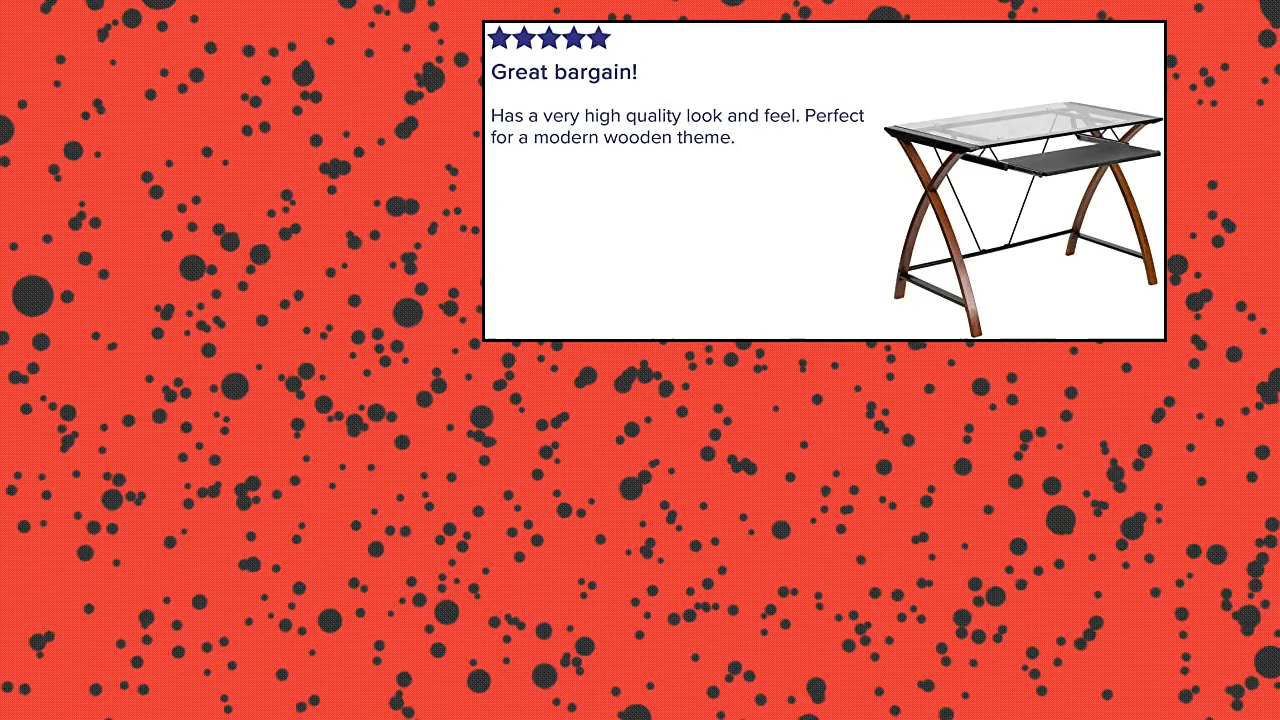 Great bargain!
Has a very high quality look and feel. Perfect
for a modern wooden theme.